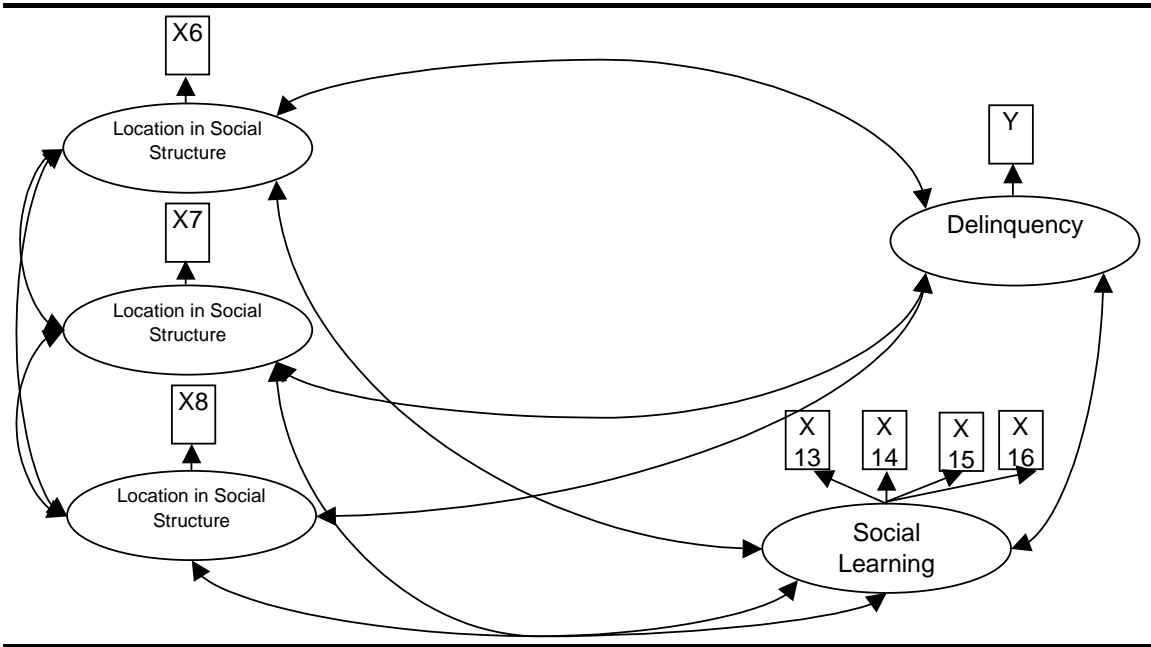 X6
Location in Social
Structure
X7
Location in Social
Structure
X8
Location in Social
Structure
Y
Delinquency
X
13
X
14
X
15
X
16
Social
Learning